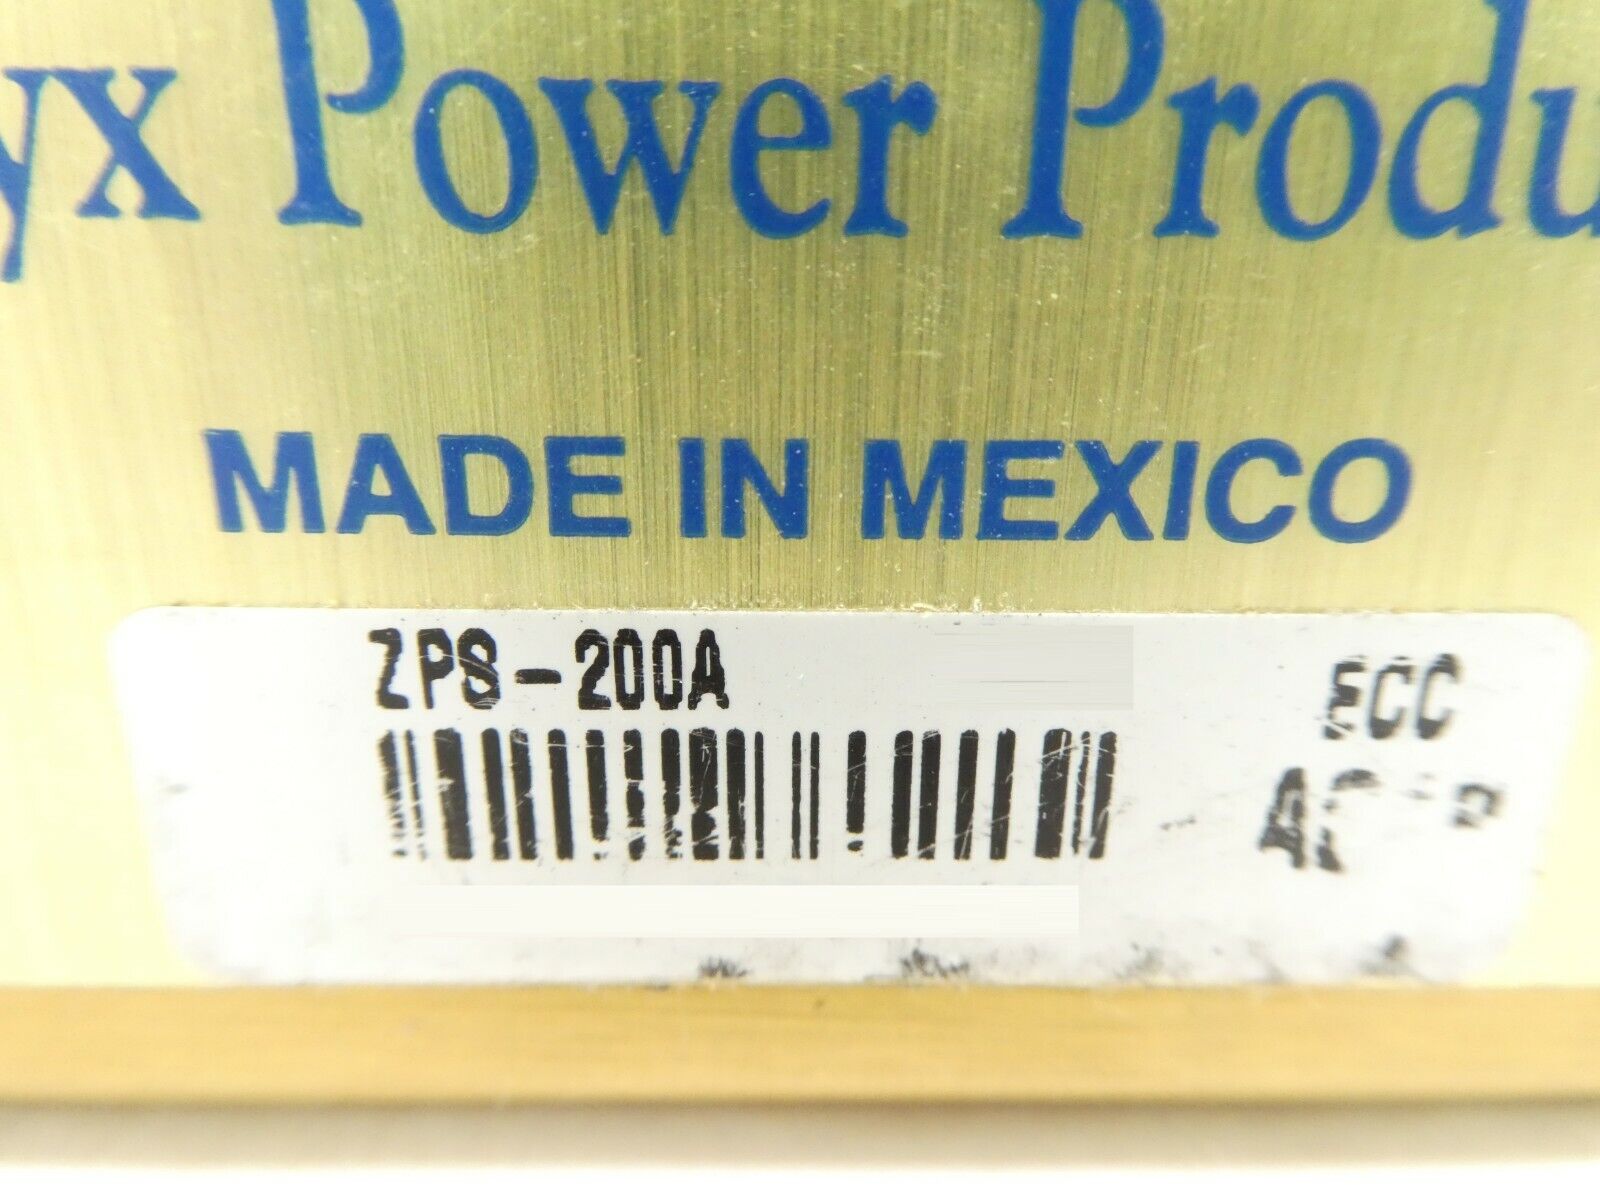 yx Power Produ
MADE IN MEXICO
ZPS-200A
ECC